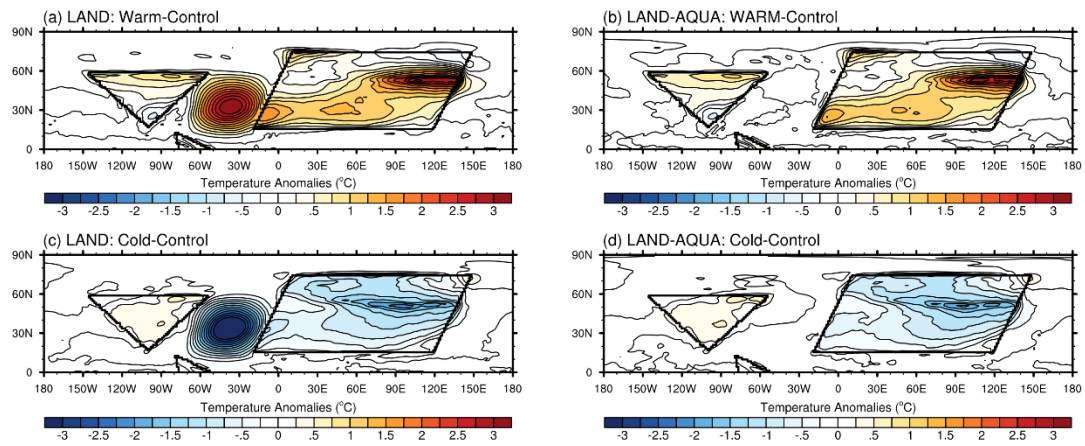 (a) LAND: Warm-Control
90N
60N
30N
0
180 150W 120W 90W 60W 30W 0 30E 60E 90E 120E 150E 180
Temperature Anomalies (°C)
-3 -2.5 -2 -1.5 -1 -.5 0 .5 1 1.5 2 2.5 3
(b) LAND-AQUA: WARM-Control
90N
60N
30N
0
180 150W 120W 90W 60W 30W 0 30E 60E 90E 120E 150E 180
Temperature Anomalies (°C)
-3 -2.5 -2 -1.5 -1 -.5 0 .5 1 1.5 2 2.5 3
(c) LAND: Cold-Control
90N
60N
30N
0
180 150W 120W 90W 60W 30W 0 30E 60E 90E 120E 150E 180
Temperature Anomalies (°C)
-3 -2.5 -2 -1.5 -1 -.5 0 .5 1 1.5 2 2.5 3
(d) LAND-AQUA: Cold-Control
90N
60N
30N
0
180 150W 120W 90W 60W 30W 0 30E 60E 90E 120E 150E 180
Temperature Anomalies (°C)
-3 -2.5 -2 -1.5 -1 -.5 0 .5 1 1.5 2 2.5 3